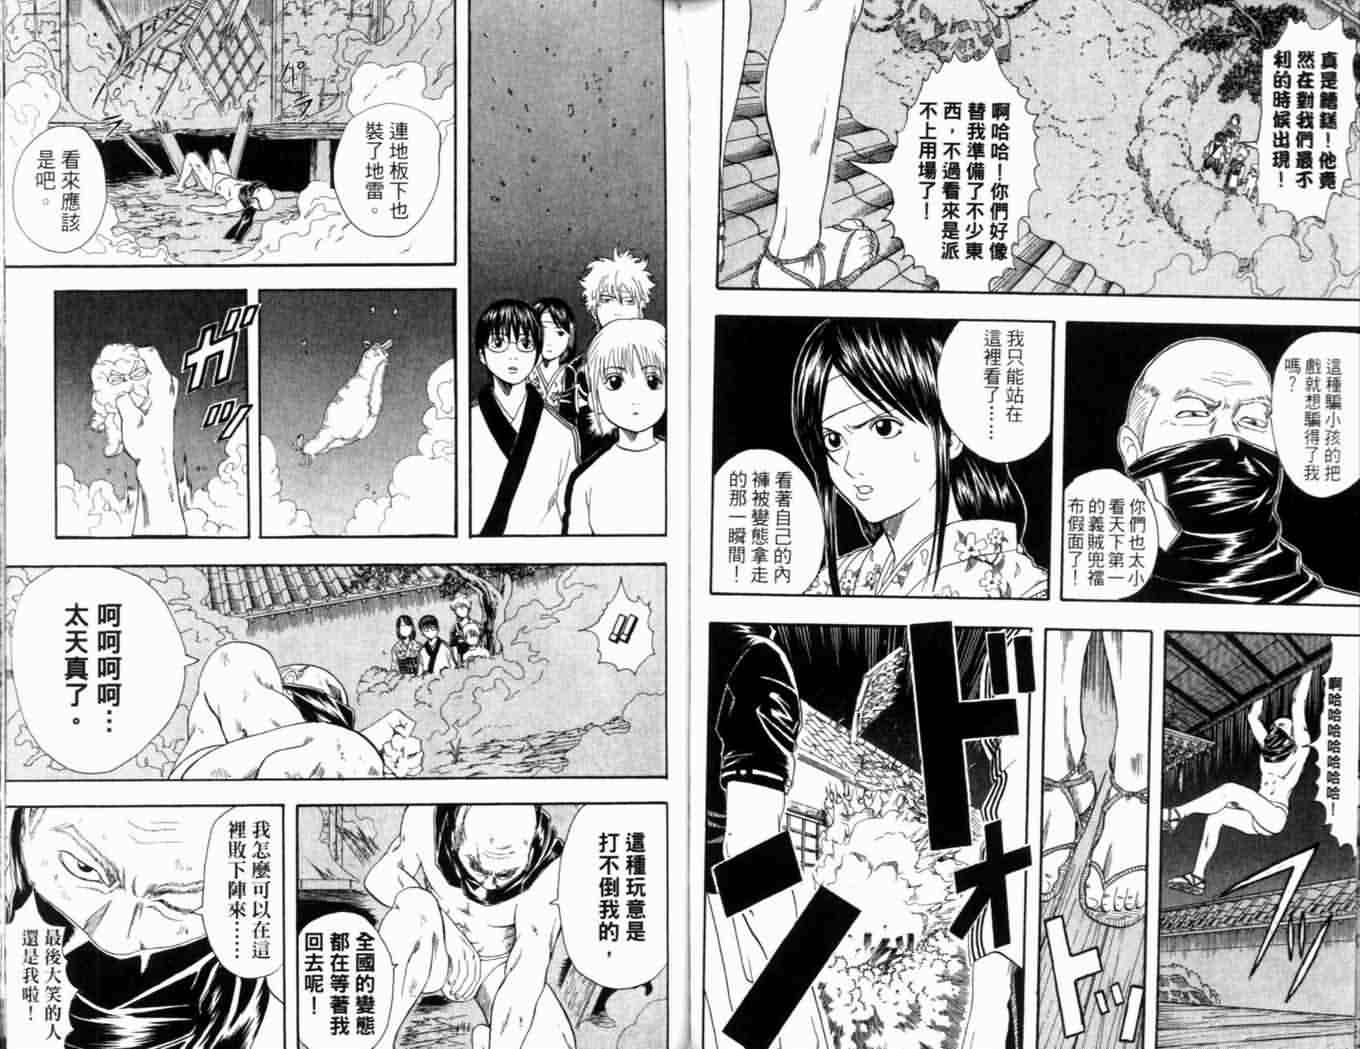 真是糟糕！他竟
然在對我們最不
利的時候出現！
啊哈哈！你們好像
替我準備了不少東
西，不過看來是派
不上用場了！
這種騙小孩的把
戲就想騙得了我
嗎？
你們也太小
看天下第一
的義賊兜襠
布假面了！
我只能站在
這裡看了……
看著自己的內
褲被變態拿走
的那一瞬間！
啊哈哈哈哈哈哈！
トッ
ドオ
連地板下也
裝了地雷。
看來應該
是吧。
ガッ
!!
呵呵呵呵…
太天真了。
這種玩意是
打不倒我的，
全國的變態
都在等著我
回去呢！
我怎麼可以在這
裡敗下陣來……
最後大笑的人
還是我啦！